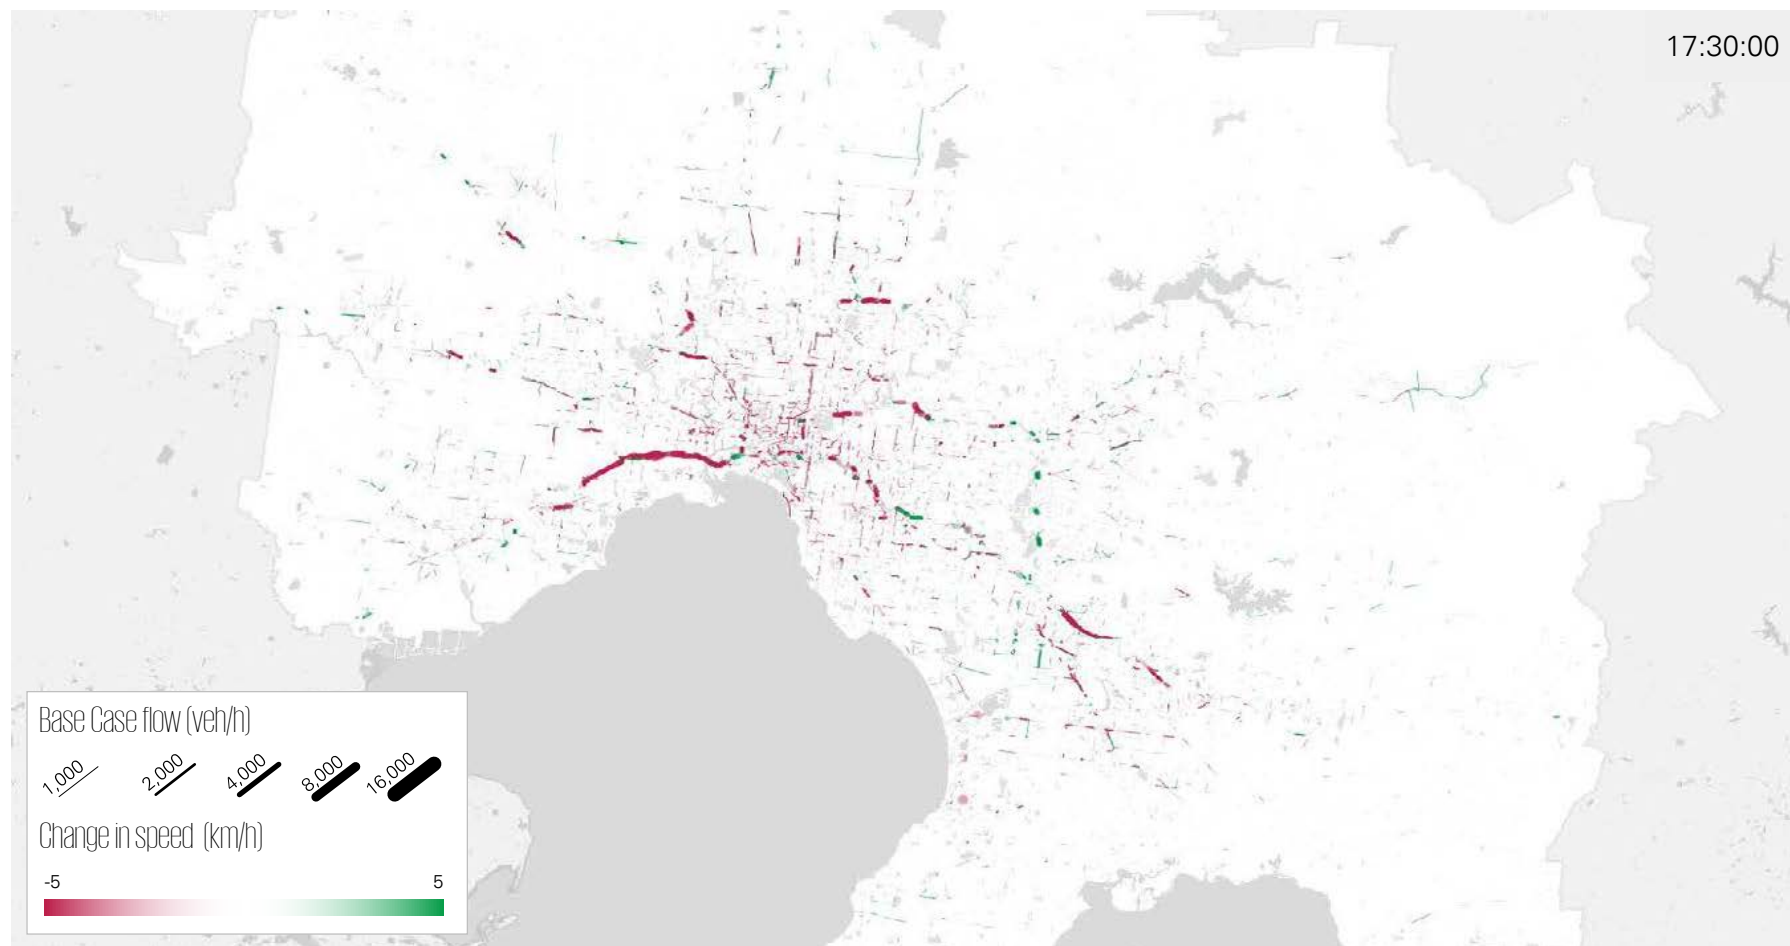 17:30:00
Base Case flow (veh/h)
1,000 2,000 4,000 8,000 16,000
Change in speed (km/h)
-5 5